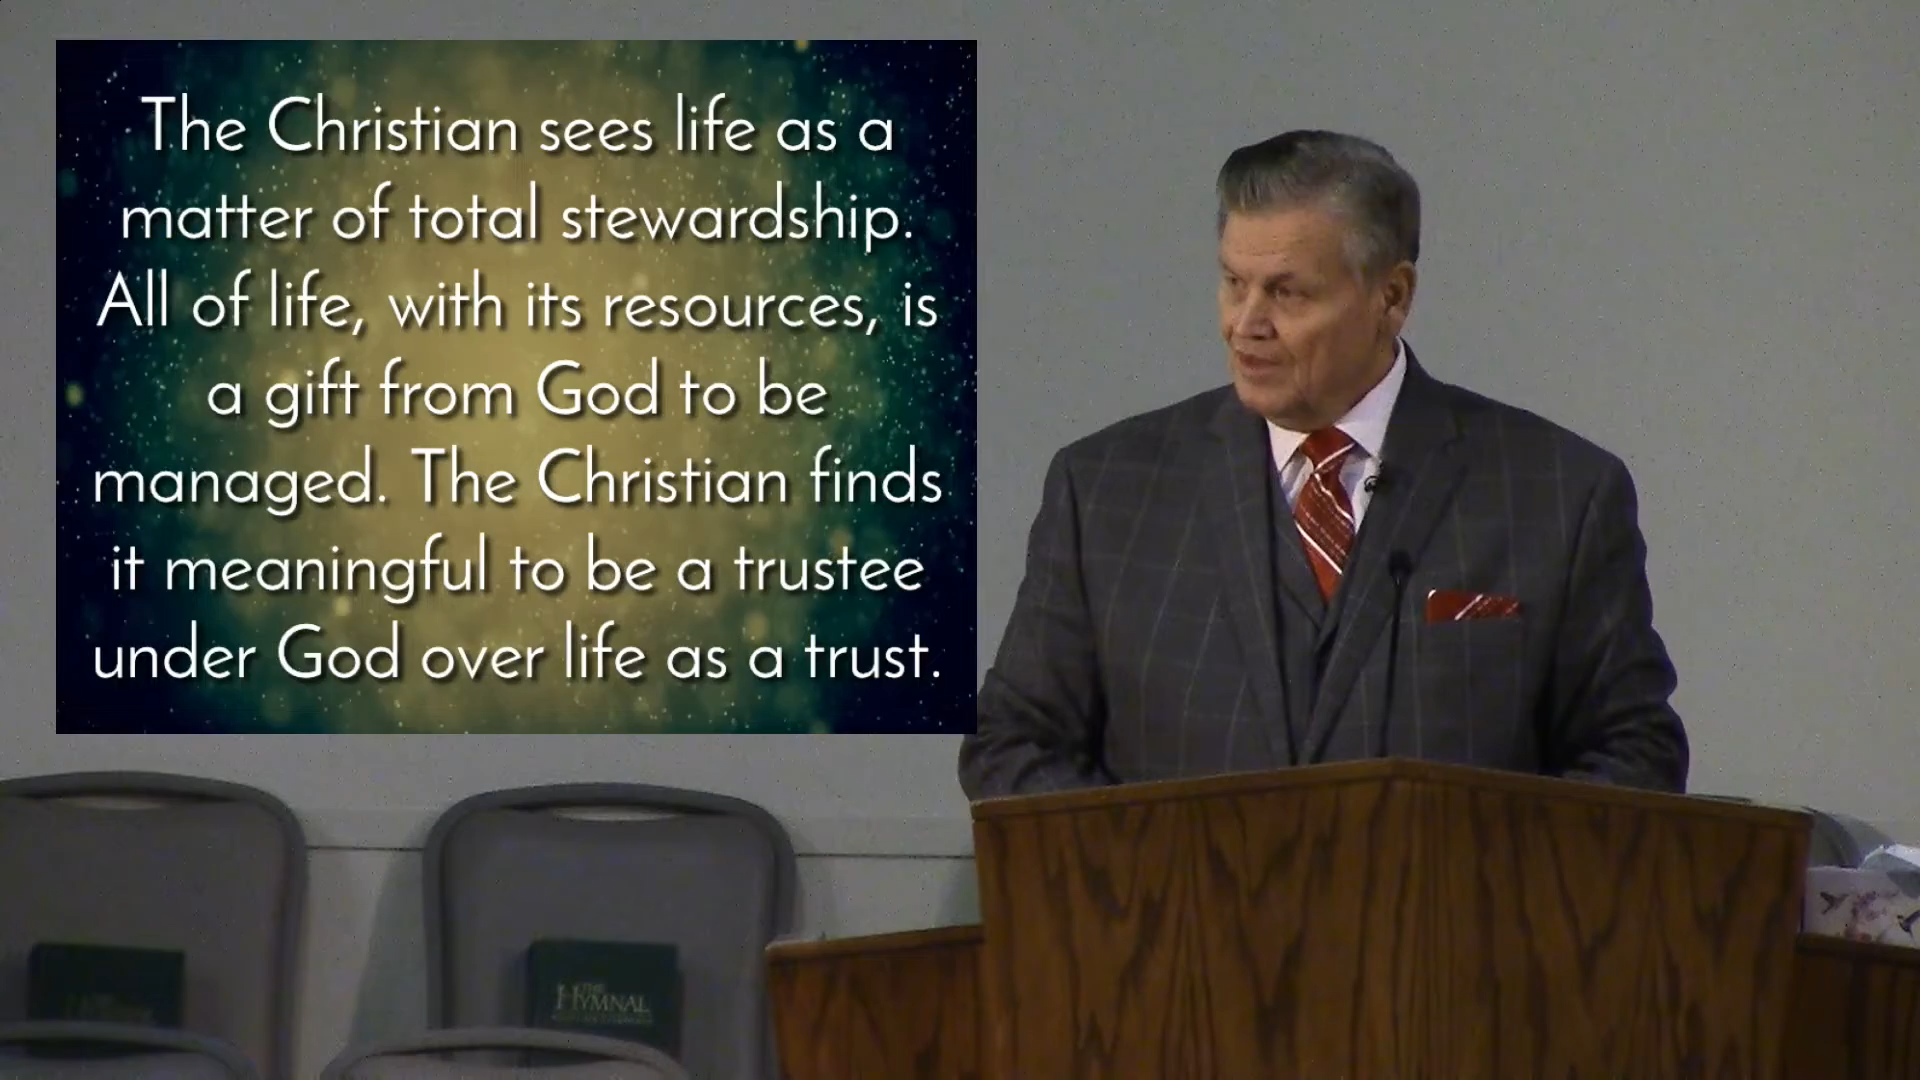 The Christian sees life as a
matter of total stewardship.
All of life, with its resources, is
a gift from God to be
managed. The Christian finds
it meaningful to be a trustee
under God over life as a trust.
THE
HYMNAL